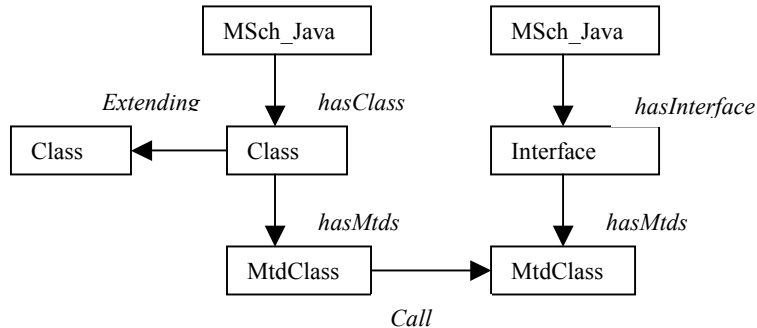 MSch_Java MSch_Java
Extending hasClass hasInterface
Class Class Interface
hasMtds hasMtds
MtdClass MtdClass
Call